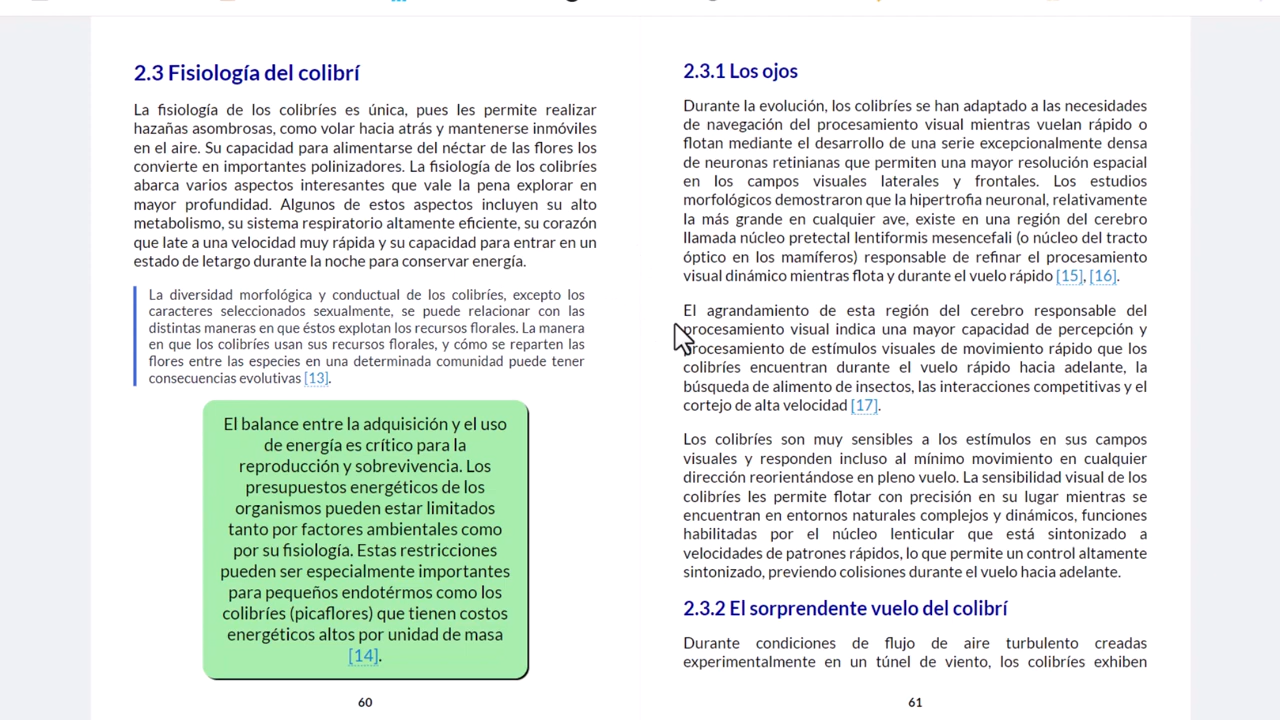 2.3 Fisiología del colibrí
La fisiología de los colibríes es única, pues les permite realizar
hazañas asombrosas, como volar hacia atrás y mantenerse inmóviles
en el aire. Su capacidad para alimentarse del néctar de las flores los
convierte en importantes polinizadores. La fisiología de los colibríes
abarca varios aspectos interesantes que vale la pena explorar en
mayor profundidad. Algunos de estos aspectos incluyen su alto
metabolismo, su sistema respiratorio altamente eficiente, su corazón
que late a una velocidad muy rápida y su capacidad para entrar en un
estado de letargo durante la noche para conservar energía.
La diversidad morfológica y conductual de los colibríes, excepto los
caracteres seleccionados sexualmente, se puede relacionar con las
distintas maneras en que éstos explotan los recursos florales. La manera
en que los colibríes usan sus recursos florales, y cómo se reparten las
flores entre las especies en una determinada comunidad puede tener
consecuencias evolutivas [13].
El balance entre la adquisición y el uso
de energía es crítico para la
reproducción y sobrevivencia. Los
presupuestos energéticos de los
organismos pueden estar limitados
tanto por factores ambientales como
por su fisiología. Estas restricciones
pueden ser especialmente importantes
para pequeños endotérmos como los
colibríes (picaflores) que tienen costos
energéticos altos por unidad de masa
[14].
60
2.3.1 Los ojos
Durante la evolución, los colibríes se han adaptado a las necesidades
de navegación del procesamiento visual mientras vuelan rápido o
flotan mediante el desarrollo de una serie excepcionalmente densa
de neuronas retinianas que permiten una mayor resolución espacial
en los campos visuales laterales y frontales. Los estudios
morfológicos demostraron que la hipertrofia neuronal, relativamente
la más grande en cualquier ave, existe en una región del cerebro
llamada núcleo pretectal lentiformis mesencefali (o núcleo del tracto
óptico en los mamíferos) responsable de refinar el procesamiento
visual dinámico mientras flota y durante el vuelo rápido [15], [16].
El agrandamiento de esta región del cerebro responsable del
procesamiento visual indica una mayor capacidad de percepción y
procesamiento de estímulos visuales de movimiento rápido que los
colibríes encuentran durante el vuelo rápido hacia adelante, la
búsqueda de alimento de insectos, las interacciones competitivas y el
cortejo de alta velocidad [17].
Los colibríes son muy sensibles a los estímulos en sus campos
visuales y responden incluso al mínimo movimiento en cualquier
dirección reorientándose en pleno vuelo. La sensibilidad visual de los
colibríes les permite flotar con precisión en su lugar mientras se
encuentran en entornos naturales complejos y dinámicos, funciones
habilitadas por el núcleo lenticular que está sintonizado a
velocidades de patrones rápidos, lo que permite un control altamente
sintonizado, previendo colisiones durante el vuelo hacia adelante.
2.3.2 El sorprendente vuelo del colibrí
Durante condiciones de flujo de aire turbulento creadas
experimentalmente en un túnel de viento, los colibríes exhiben
61